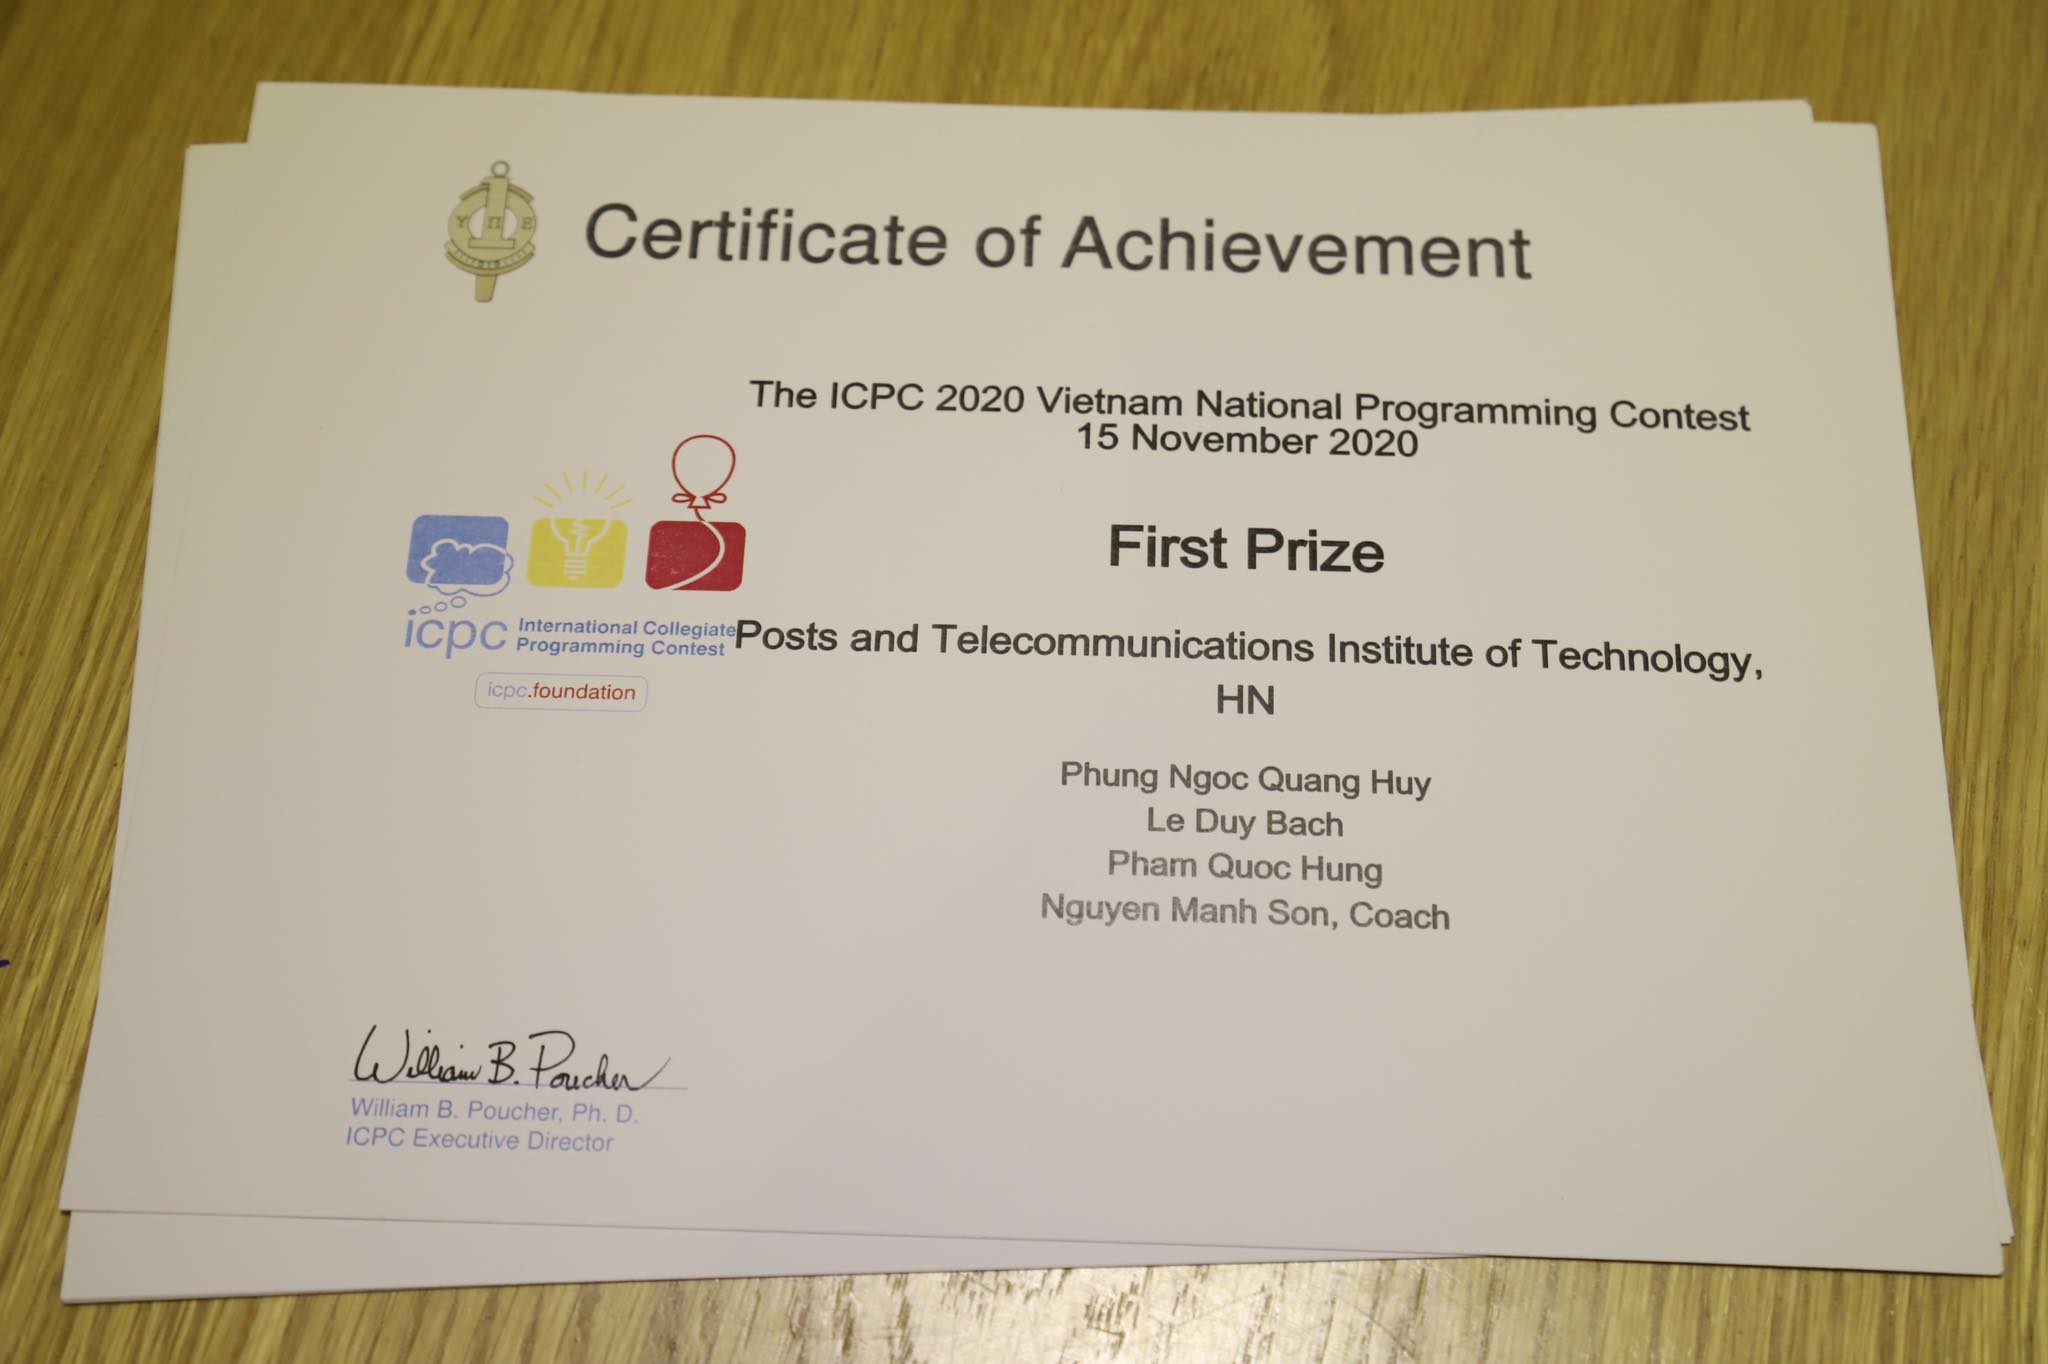 Υ Π Ε
Certificate of Achievement
The ICPC 2020 Vietnam National Programming Contest
15 November 2020
First Prize
icpc International Collegiate
Programming Contest
icpc.foundation
Posts and Telecommunications Institute of Technology,
HN
Phung Ngoc Quang Huy
Le Duy Bach
Pham Quoc Hung
Nguyen Manh Son, Coach
William B. Poucher
William B. Poucher, Ph. D.
ICPC Executive Director